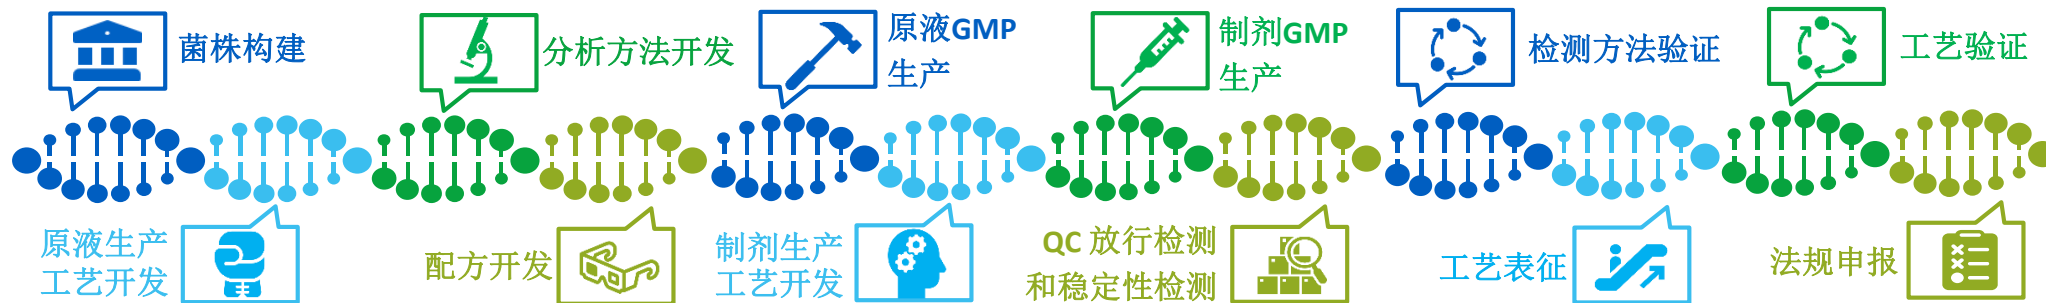 菌株构建
分析方法开发
原液GMP
生产
制剂GMP
生产
检测方法验证
工艺验证
原液生产
工艺开发
配方开发
制剂生产
工艺开发
QC 放行检测
和稳定性检测
工艺表征
法规申报